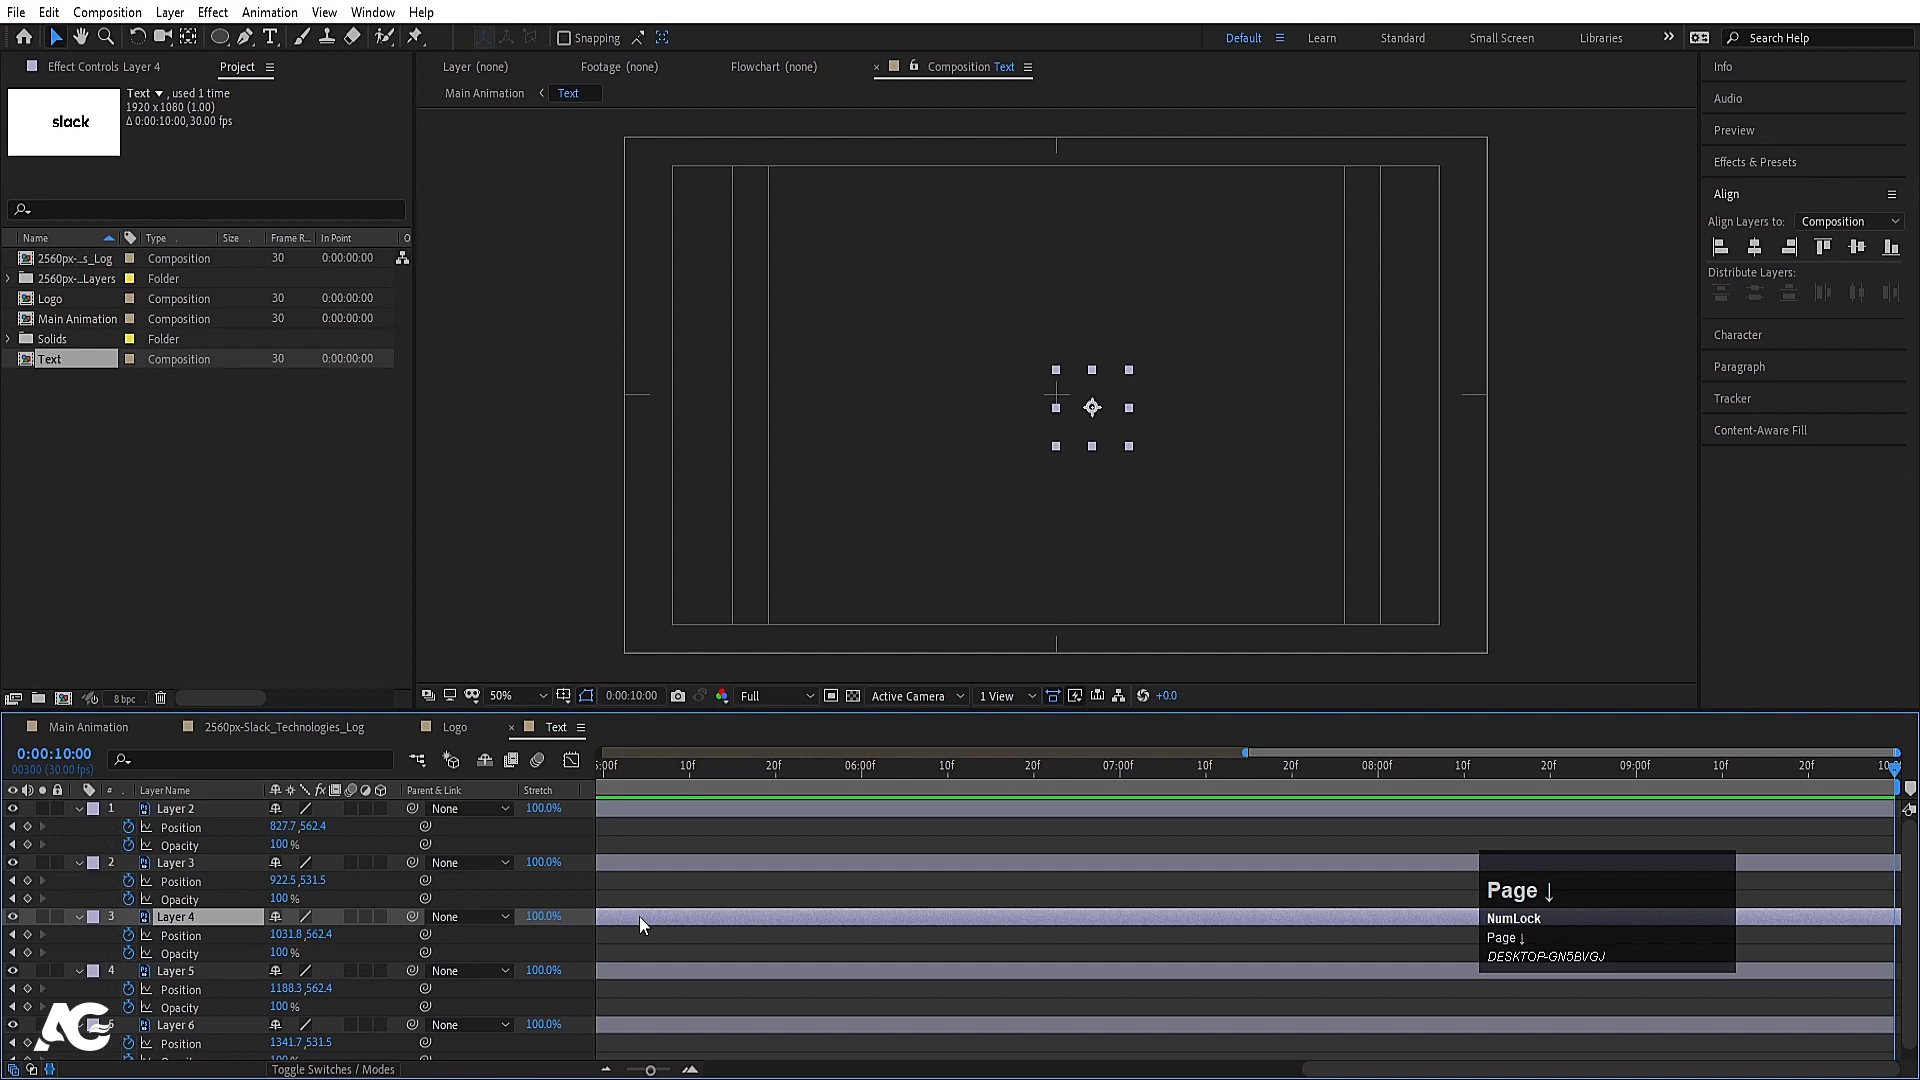 File Edit Composition Layer Effect Animation View Window Help
Snapping Default Learn Standard Small Screen Libraries Search Help
Effect Controls Layer 4 Project
Layer (none) Footage (none) Flowchart (none) Composition Text
Main Animation Text
slack
Text , used 1 time
1920 x 1080 (1.00)
Δ 0:00:10:00, 30.00 fps
Name Type Size Frame R... In Point O
2560px-...s_Log Composition 30 0:00:00:00
2560px-...Layers Folder
Logo Composition 30 0:00:00:00
Main Animation Composition 30 0:00:00:00
Solids Folder
Text Composition 30 0:00:00:00
Info
Audio
Preview
Effects & Presets
Align
Align Layers to: Composition
Distribute Layers:
Character
Paragraph
Tracker
Content-Aware Fill
8 bpc
50% 0:00:10:00 Full Active Camera 1 View +0.0
Main Animation 2560px-Slack_Technologies_Log Logo Text
0:00:10:00
00300 (30.00 fps)
5:00f 10f 20f 06:00f 10f 20f 07:00f 10f 20f 08:00f 10f 20f 09:00f 10f 20f 10:0
# Layer Name fx Parent & Link Stretch
1 Layer 2 None 100.0%
Position 827.7,562.4
Opacity 100 %
2 Layer 3 None 100.0%
Position 922.5,531.5
Opacity 100 %
3 Layer 4 None 100.0%
Position 1031.8,562.4
Opacity 100 %
4 Layer 5 None 100.0%
Position 1188.3,562.4
Opacity 100 %
5 Layer 6 None 100.0%
Position 1341.7,531.5
Page ↓
NumLock
Page ↓
DESKTOP-GN5BVGJ
AG
Toggle Switches / Modes